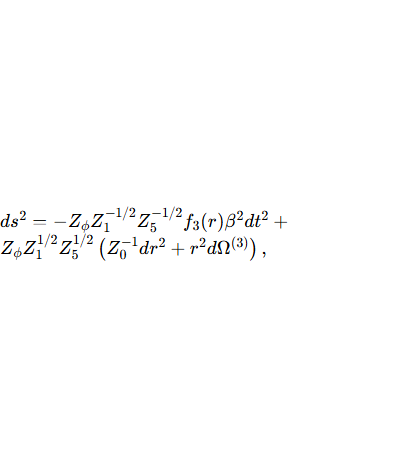 $ds^2 = -Z_\phi Z_1^{-1/2} Z_5^{-1/2} f_3(r) \beta^2 dt^2 +$
$Z_\phi Z_1^{1/2} Z_5^{1/2} \left( Z_0^{-1} dr^2 + r^2 d\Omega^{(3)} \right),$